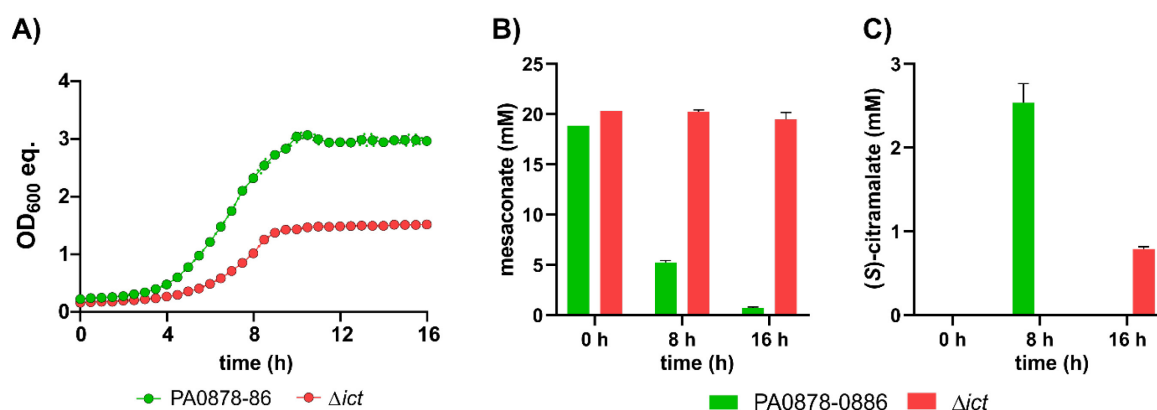 A)
OD600 eq.
4
3
2
1
0
0 4 8 12 16
time (h)
PA0878-86 Δict
B)
mesaconate (mM)
25
20
15
10
5
0
0 h 8 h 16 h
time (h)
C)
(S)-citramalate (mM)
3
2
1
0
0 h 8 h 16 h
time (h)
PA0878-0886 Δict